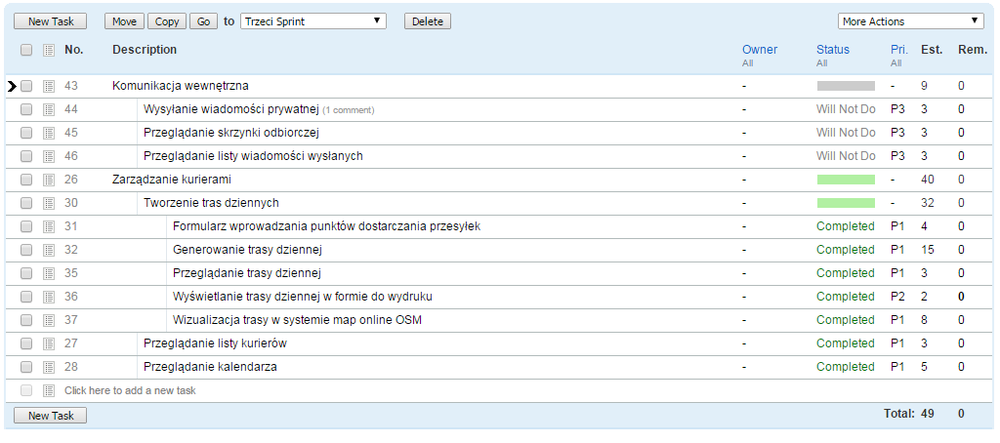 New Task Move Copy Go to Trzeci Sprint Delete More Actions
No. Description Owner Status Pri. Est. Rem.
All All All
43 Komunikacja wewnętrzna - - 9 0
44 Wysyłanie wiadomości prywatnej (1 comment) - Will Not Do P3 3 0
45 Przeglądanie skrzynki odbiorczej - Will Not Do P3 3 0
46 Przeglądanie listy wiadomości wysłanych - Will Not Do P3 3 0
26 Zarządzanie kurierami - - 40 0
30 Tworzenie tras dziennych - - 32 0
31 Formularz wprowadzania punktów dostarczania przesyłek - Completed P1 4 0
32 Generowanie trasy dziennej - Completed P1 15 0
35 Przeglądanie trasy dziennej - Completed P1 3 0
36 Wyświetlanie trasy dziennej w formie do wydruku - Completed P2 2 0
37 Wizualizacja trasy w systemie map online OSM - Completed P1 8 0
27 Przeglądanie listy kurierów - Completed P1 3 0
28 Przeglądanie kalendarza - Completed P1 5 0
Click here to add a new task
New Task Total: 49 0